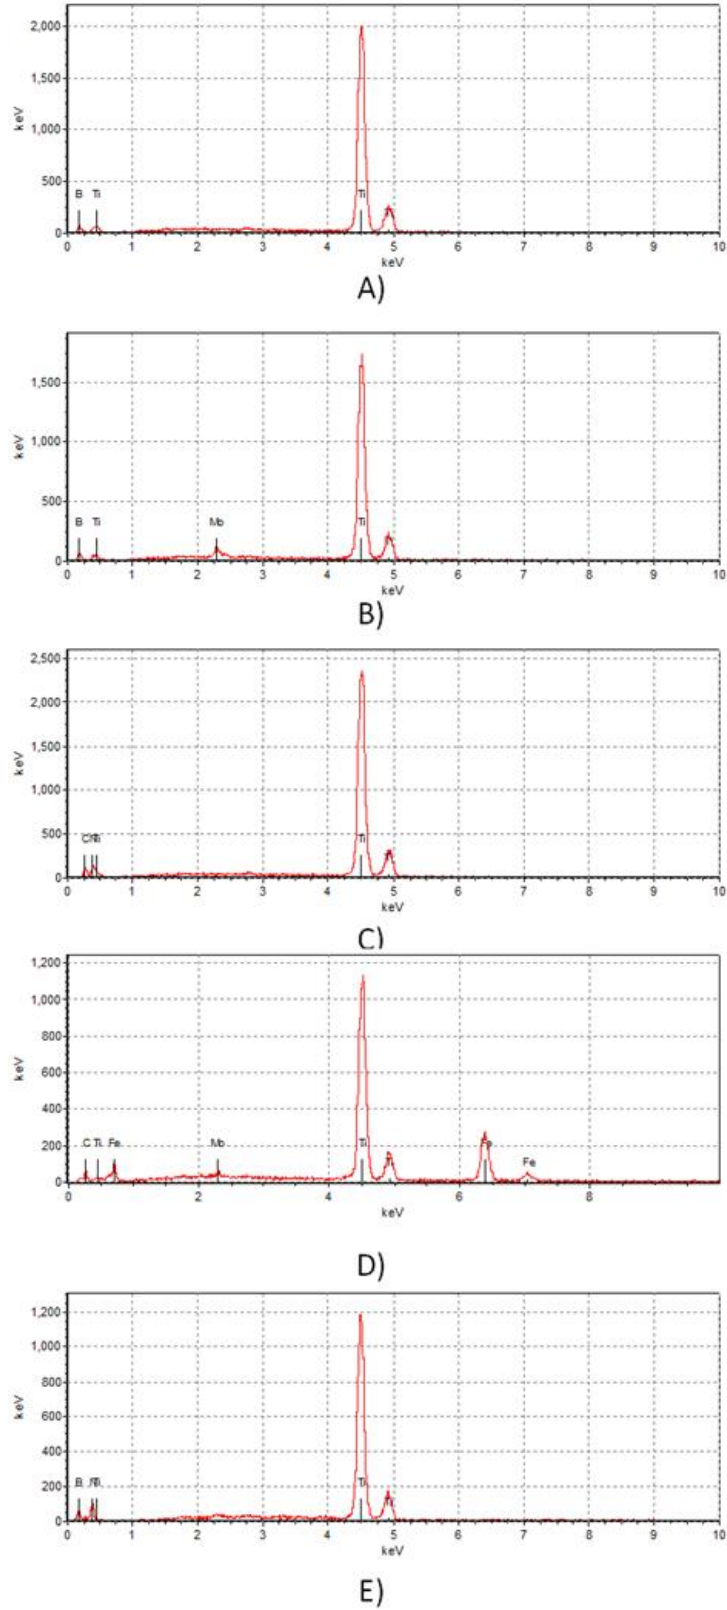 2,000
1,500
1,000
500
0
keV
B Ti Ti
0 1 2 3 4 5 6 7 8 9 10
keV
A)
1,500
1,000
500
0
keV
B Ti Mo Ti
0 1 2 3 4 5 6 7 8 9 10
keV
B)
2,500
2,000
1,500
1,000
500
0
keV
C Ti
0 1 2 3 4 5 6 7 8 9 10
keV
C)
1,200
1,000
800
600
400
200
0
keV
C Ti Fe Mo Ti Fe
0 2 4 6 8
keV
D)
1,200
1,000
800
600
400
200
0
keV
B Ti
0 1 2 3 4 5 6 7 8 9 10
keV
E)